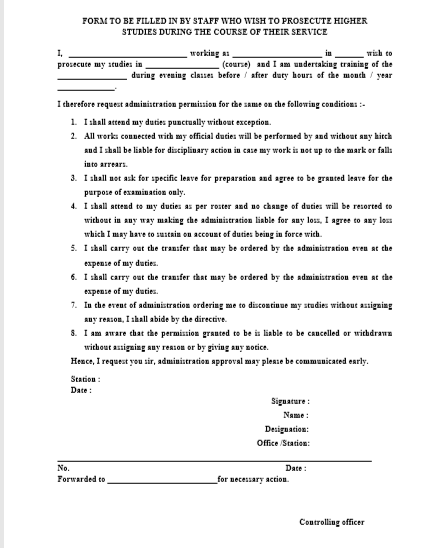 FORM TO BE FILLED IN BY STAFF WHO WISH TO PROSECUTE HIGHER
STUDIES DURING THE COURSE OF THEIR SERVICE
I, ______________________________ working as ______________________ in _______ wish to
prosecute my studies in _________________ (course) and I am undertaking training of the
________________ during evening classes before / after duty hours of the month / year
_____________.
I therefore request administration permission for the same on the following conditions :-
1. I shall attend my duties punctually without exception.
2. All works connected with my official duties will be performed by and without any hitch
and I shall be liable for disciplinary action in case my work is not up to the mark or falls
into arrears.
3. I shall not ask for specific leave for preparation and agree to be granted leave for the
purpose of examination only.
4. I shall attend to my duties as per roster and no change of duties will be resorted to
without in any way making the administration liable for any loss, I agree to any loss
which I may have to sustain on account of duties being in force with.
5. I shall carry out the transfer that may be ordered by the administration even at the
expense of my duties.
6. I shall carry out the transfer that may be ordered by the administration even at the
expense of my duties.
7. In the event of administration ordering me to discontinue my studies without assigning
any reason, I shall abide by the directive.
8. I am aware that the permission granted to be is liable to be cancelled or withdrawn
without assigning any reason or by giving any notice.
Hence, I request you sir, administration approval may please be communicated early.
Station :
Date :
Signature :
Name :
Designation:
Office /Station:
No. Date :
Forwarded to __________________________for necessary action.
Controlling officer